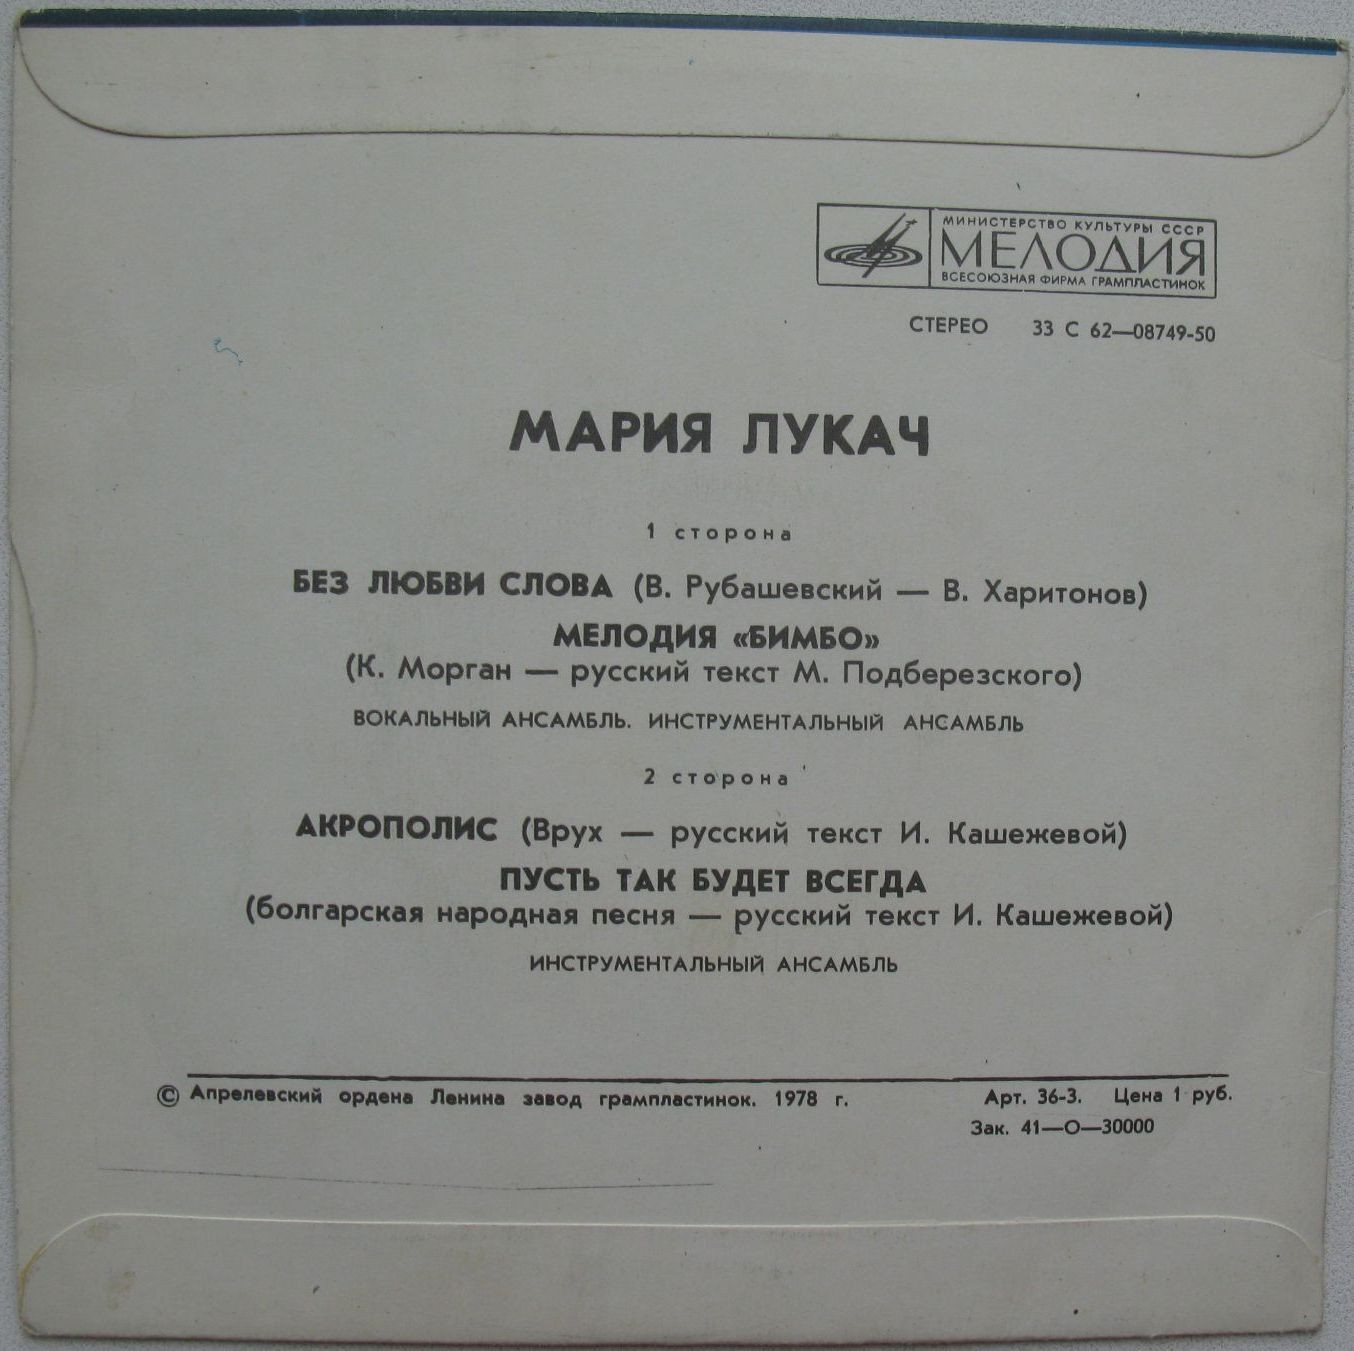 МИНИСТЕРСТВО КУЛЬТУРЫ СССР
МЕЛОДИЯ
ВСЕСОЮЗНАЯ ФИРМА ГРАМПЛАСТИНОК
СТЕРЕО 33 С 62—08749-50
МАРИЯ ЛУКАЧ
1 сторона
БЕЗ ЛЮБВИ СЛОВА (В. Рубашевский — В. Харитонов)
МЕЛОДИЯ «БИМБО»
(К. Морган — русский текст М. Подберезского)
ВОКАЛЬНЫЙ АНСАМБЛЬ. ИНСТРУМЕНТАЛЬНЫЙ АНСАМБЛЬ
2 сторона
АКРОПОЛИС (Врух — русский текст И. Кашежевой)
ПУСТЬ ТАК БУДЕТ ВСЕГДА
(болгарская народная песня — русский текст И. Кашежевой)
ИНСТРУМЕНТАЛЬНЫЙ АНСАМБЛЬ
© Апрелевский ордена Ленина завод грампластинок. 1978 г. Арт. 36-3. Цена 1 руб.
Зак. 41—О—30000